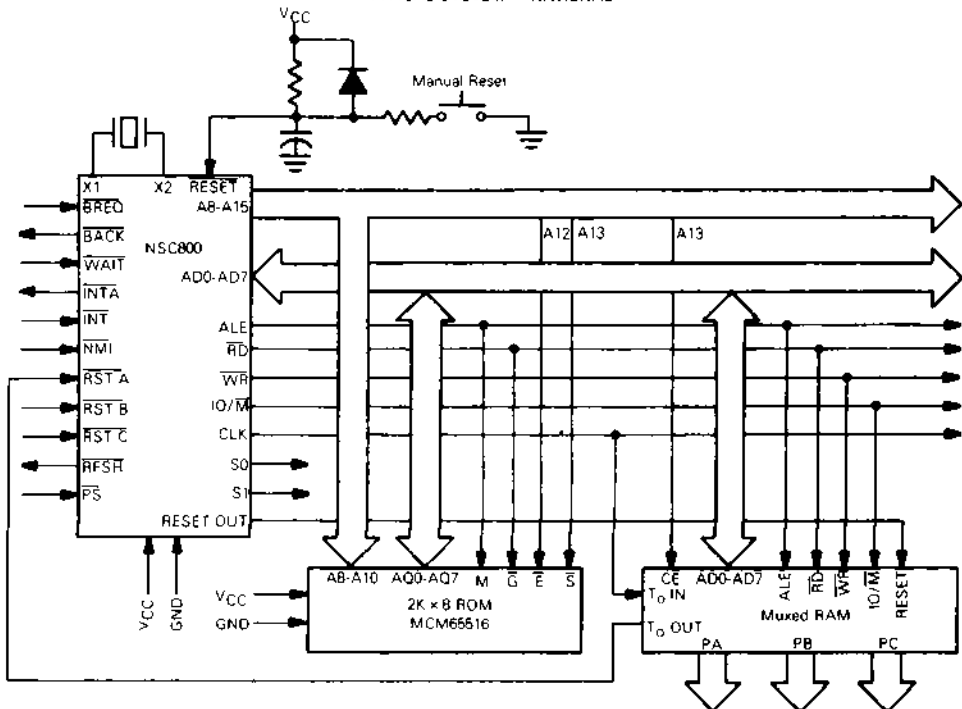 VCC
Manual Reset
X1 X2 RESET
BREQ A8-A15
BACK A12 A13 A13
NSC800
WAIT AD0-AD7
INTA
INT ALE
NMI RD
RST A WR
RST B IO/M
RST C CLK
RFSH S0
PS S1
RESET OUT
VCC GND
A8-A10 AQ0-AQ7 M G E S
VCC 2K × 8 ROM
GND MCM65516
CE AD0-AD7 ALE RD WR IO/M RESET
TO IN Muxed RAM
TO OUT
PA PB PC